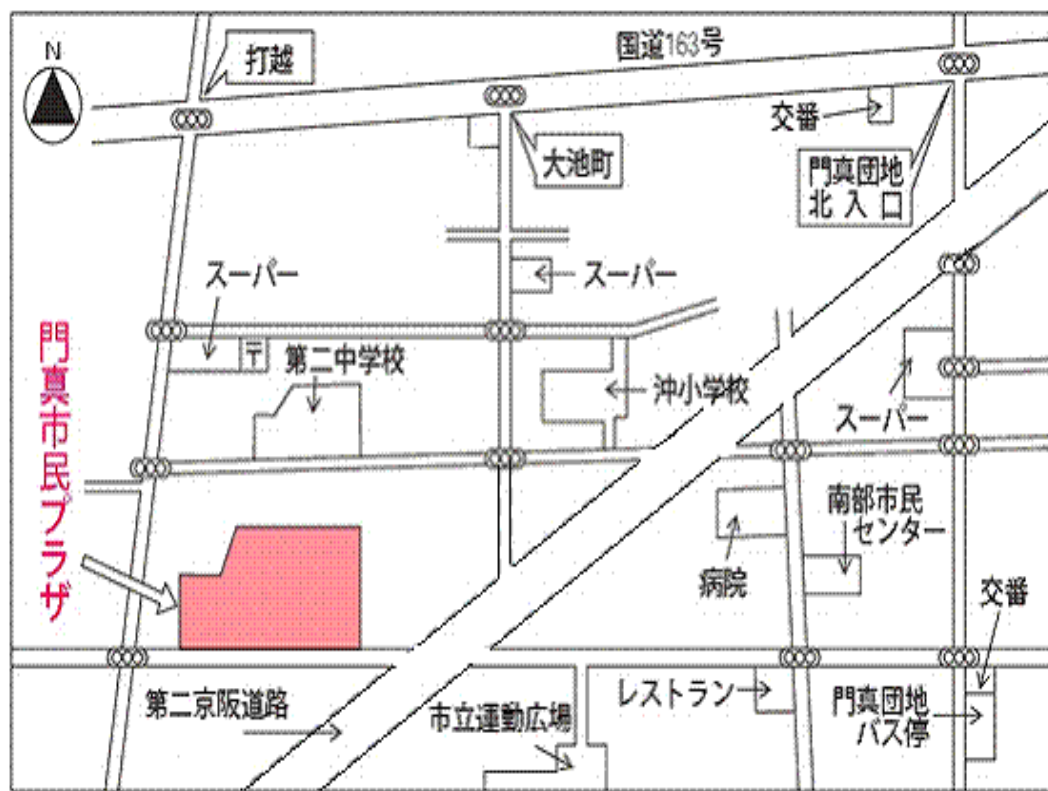 N
打越
国道163号
交番
大池町
門真団地
北入口
スーパー
スーパー
門真市民プラザ
〒
第二中学校
沖小学校
スーパー
南部市民
センター
病院
交番
第二京阪道路
市立運動広場
レストラン
門真団地
バス停